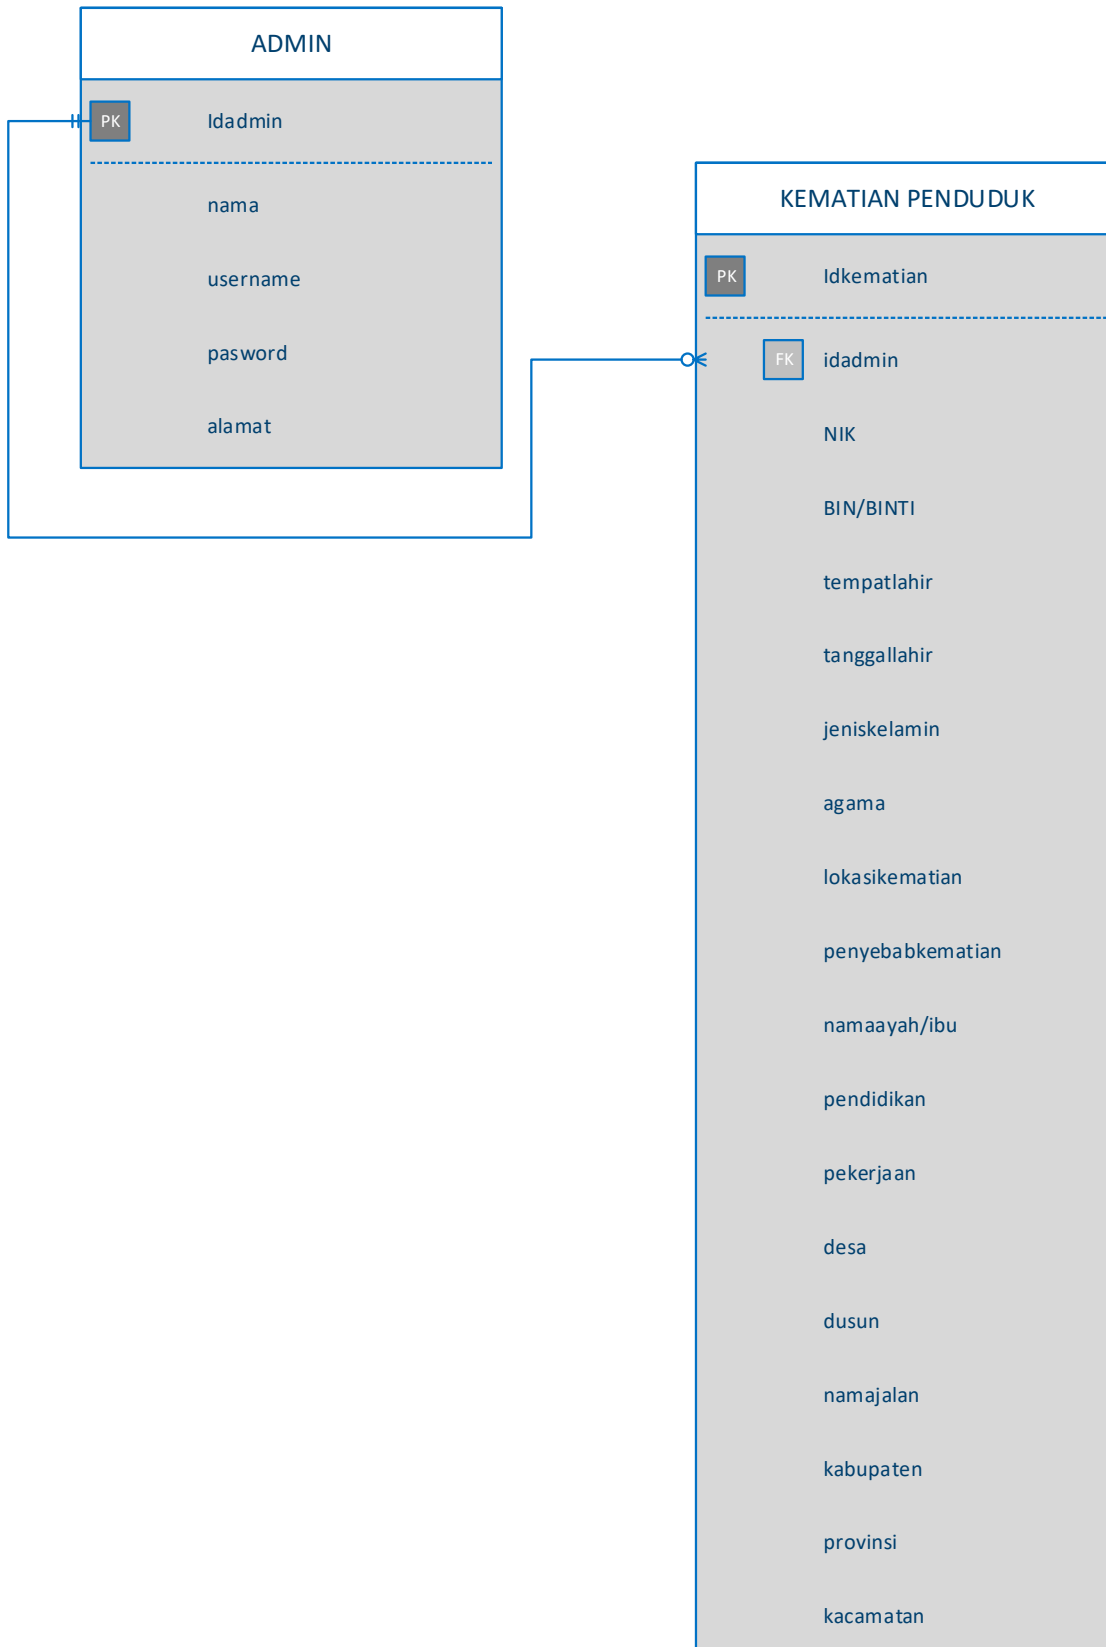 ADMIN
PK Idadmin
nama
username
pasword
alamat
KEMATIAN PENDUDUK
PK Idkematian
FK idadmin
NIK
BIN/BINTI
tempatlahir
tanggallahir
jeniskelamin
agama
lokasikematian
penyebabkematian
namaayah/ibu
pendidikan
pekerjaan
desa
dusun
namajalan
kabupaten
provinsi
kacamatan